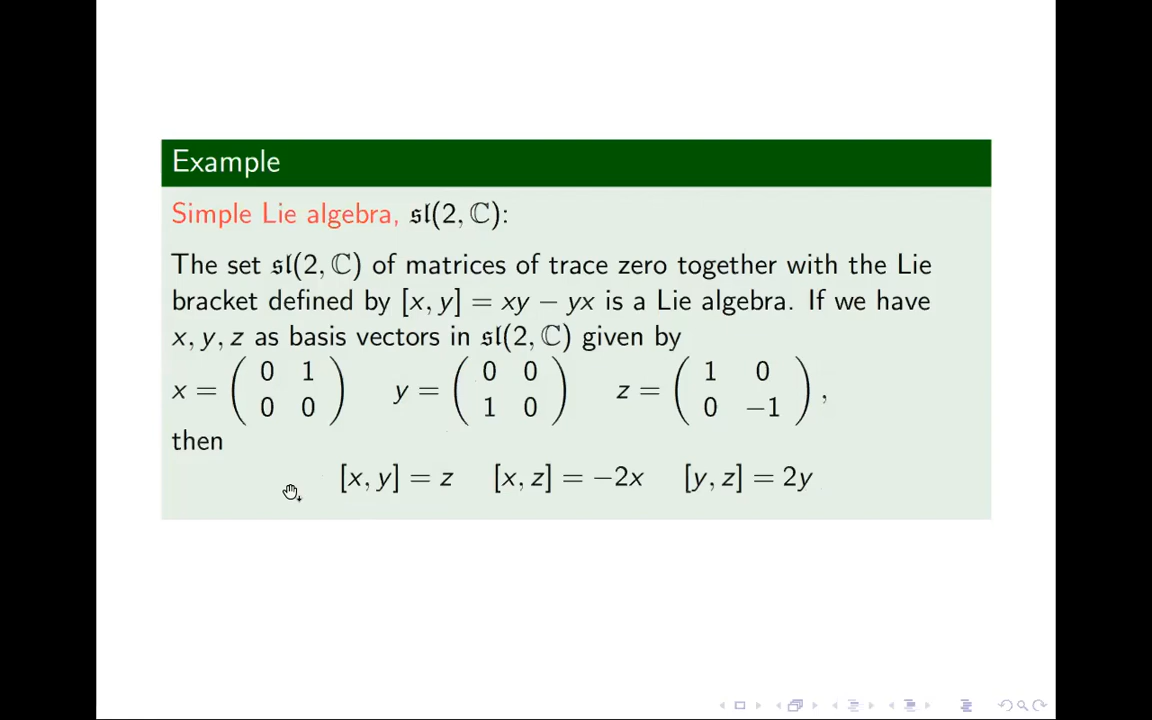 Example
Simple Lie algebra, 𝔰𝔩(2, ℂ):
The set 𝔰𝔩(2, ℂ) of matrices of trace zero together with the Lie
bracket defined by [x, y] = xy − yx is a Lie algebra. If we have
x, y, z as basis vectors in 𝔰𝔩(2, ℂ) given by
x = ( 0 1 ; 0 0 ) y = ( 0 0 ; 1 0 ) z = ( 1 0 ; 0 −1 ) ,
then
[x, y] = z [x, z] = −2x [y, z] = 2y